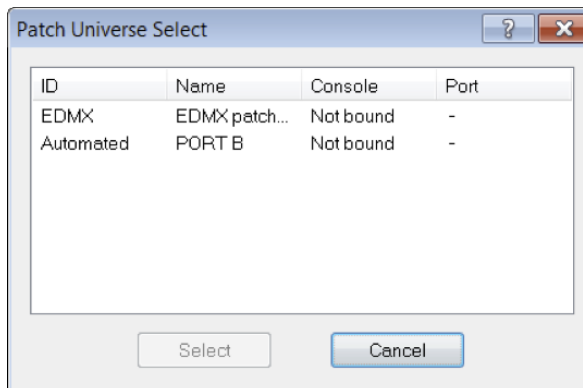 Patch Universe Select
ID Name Console Port
EDMX EDMX patch... Not bound -
Automated PORT B Not bound -
Select Cancel